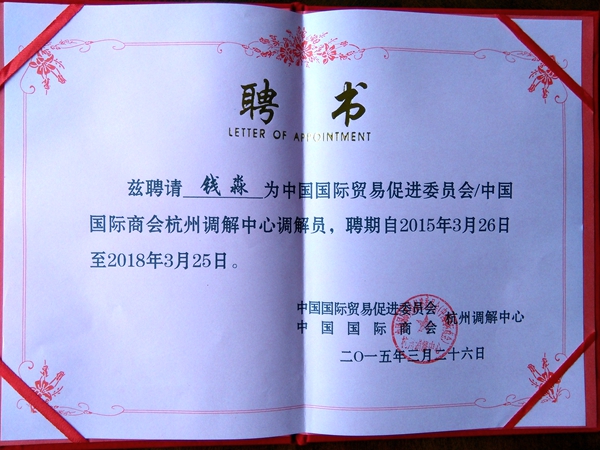 聘书
LETTER OF APPOINTMENT
兹聘请 钱淼 为中国国际贸易促进委员会/中国
国际商会杭州调解中心调解员，聘期自2015年3月26日
至2018年3月25日。
中国国际贸易促进委员会
中国国际商会
杭州调解中心
二〇一五年三月二十六日